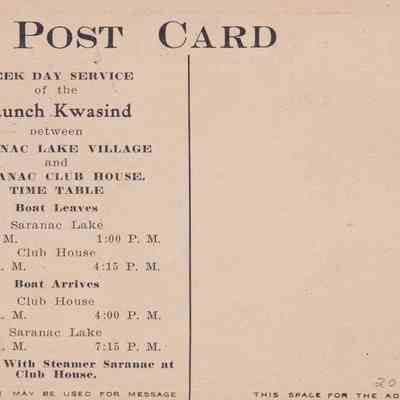 POST CARD
EEK DAY SERVICE
of the
aunch Kwasind
between
NAC LAKE VILLAGE
and
RANAC CLUB HOUSE.
TIME TABLE
Boat Leaves
Saranac Lake
M. 1:00 P. M.
Club House
. M. 4:15 P. M.
Boat Arrives
Club House
. M. 4:00 P. M.
Saranac Lake
. M. 7:15 P. M.
With Steamer Saranac at
Club House.
MAY BE USED FOR MESSAGE
THIS SPACE FOR THE AD
20